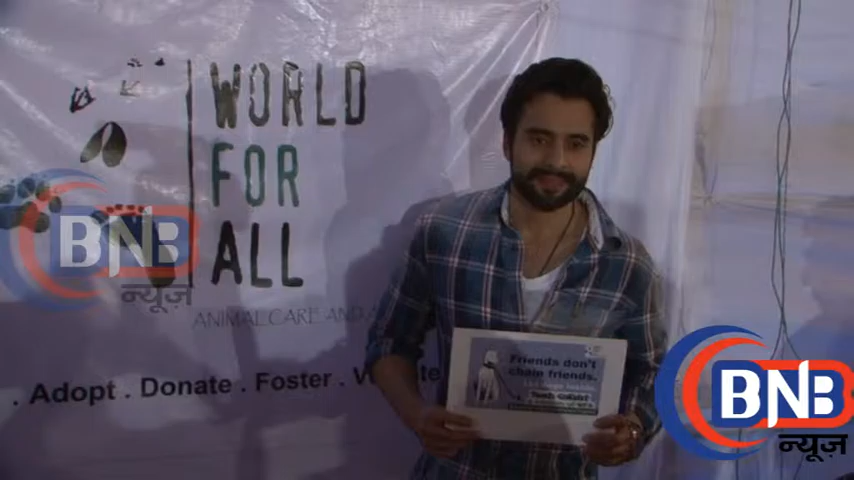 WORLD
FOR
ALL
ANIMAL CARE AND
. Adopt . Donate . Foster .
Friends don't
chain friends.
BNB
न्यूज़
BNB
न्यूज़